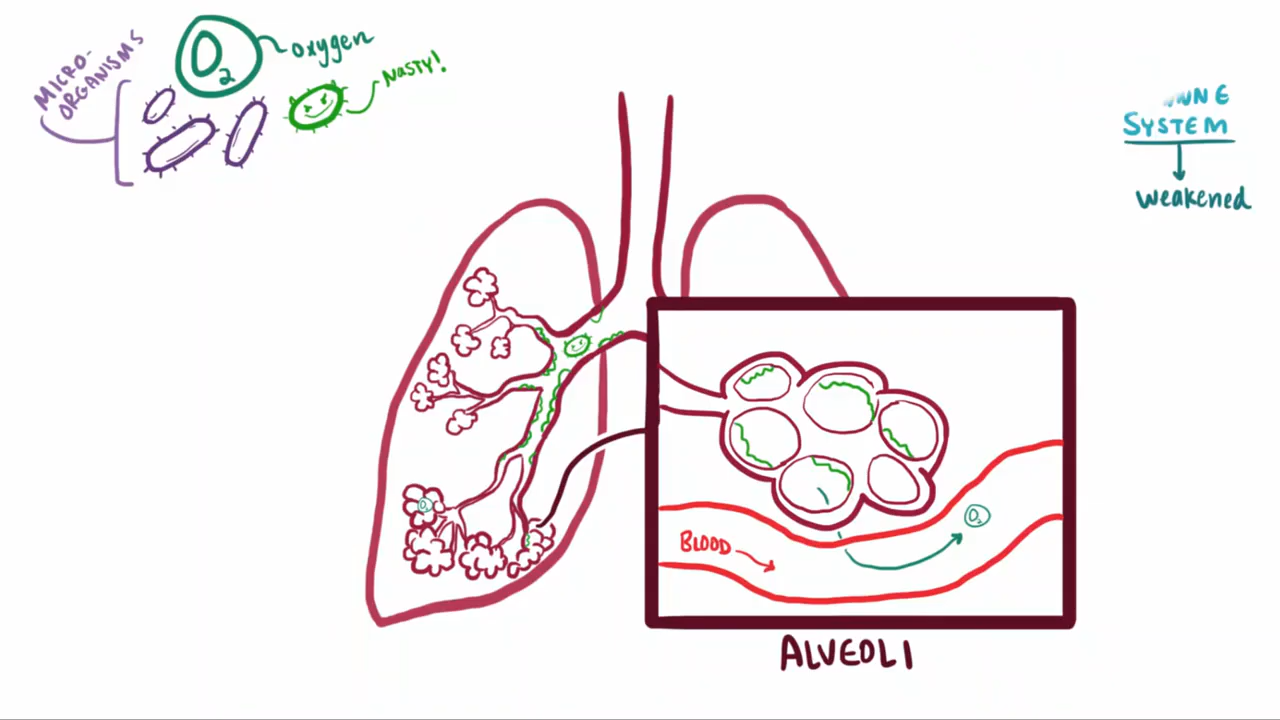 MICRO-
ORGANISMS
O2
oxygen
NASTY!
SYSTEM
weakened
O2
O2
BLOOD
ALVEOLI